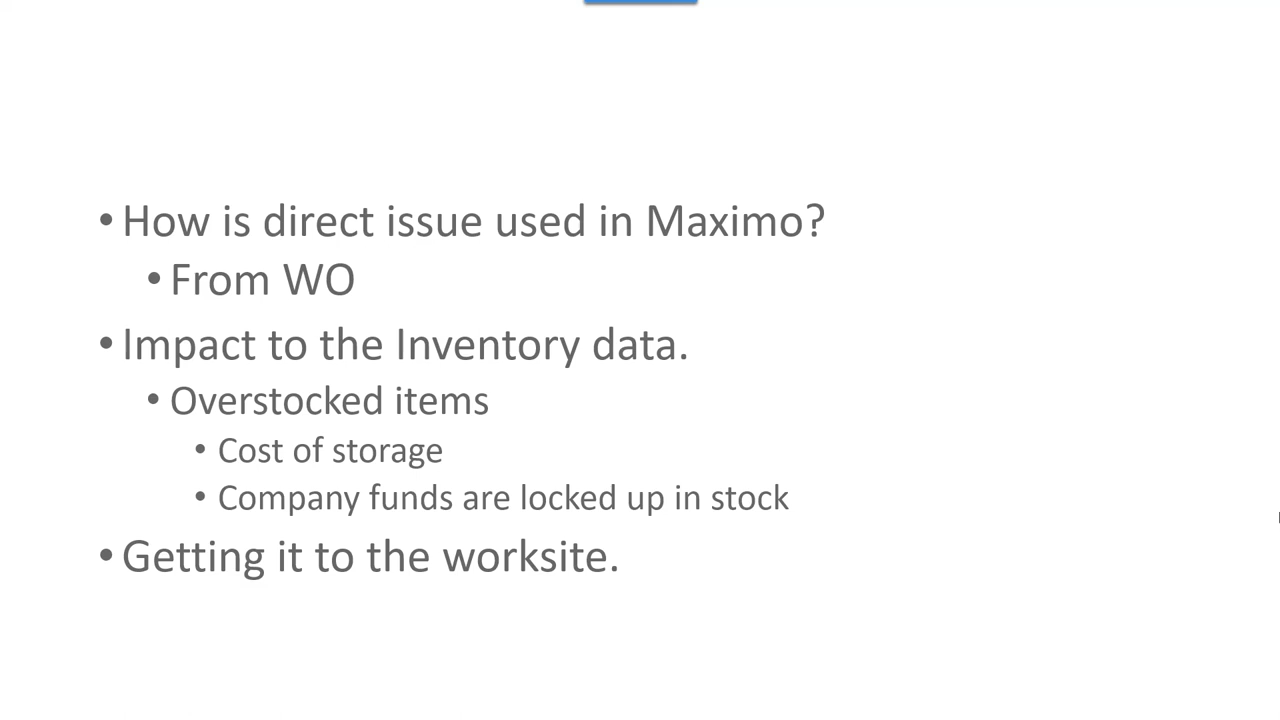 • How is direct issue used in Maximo?
• From WO
• Impact to the Inventory data.
• Overstocked items
• Cost of storage
• Company funds are locked up in stock
• Getting it to the worksite.